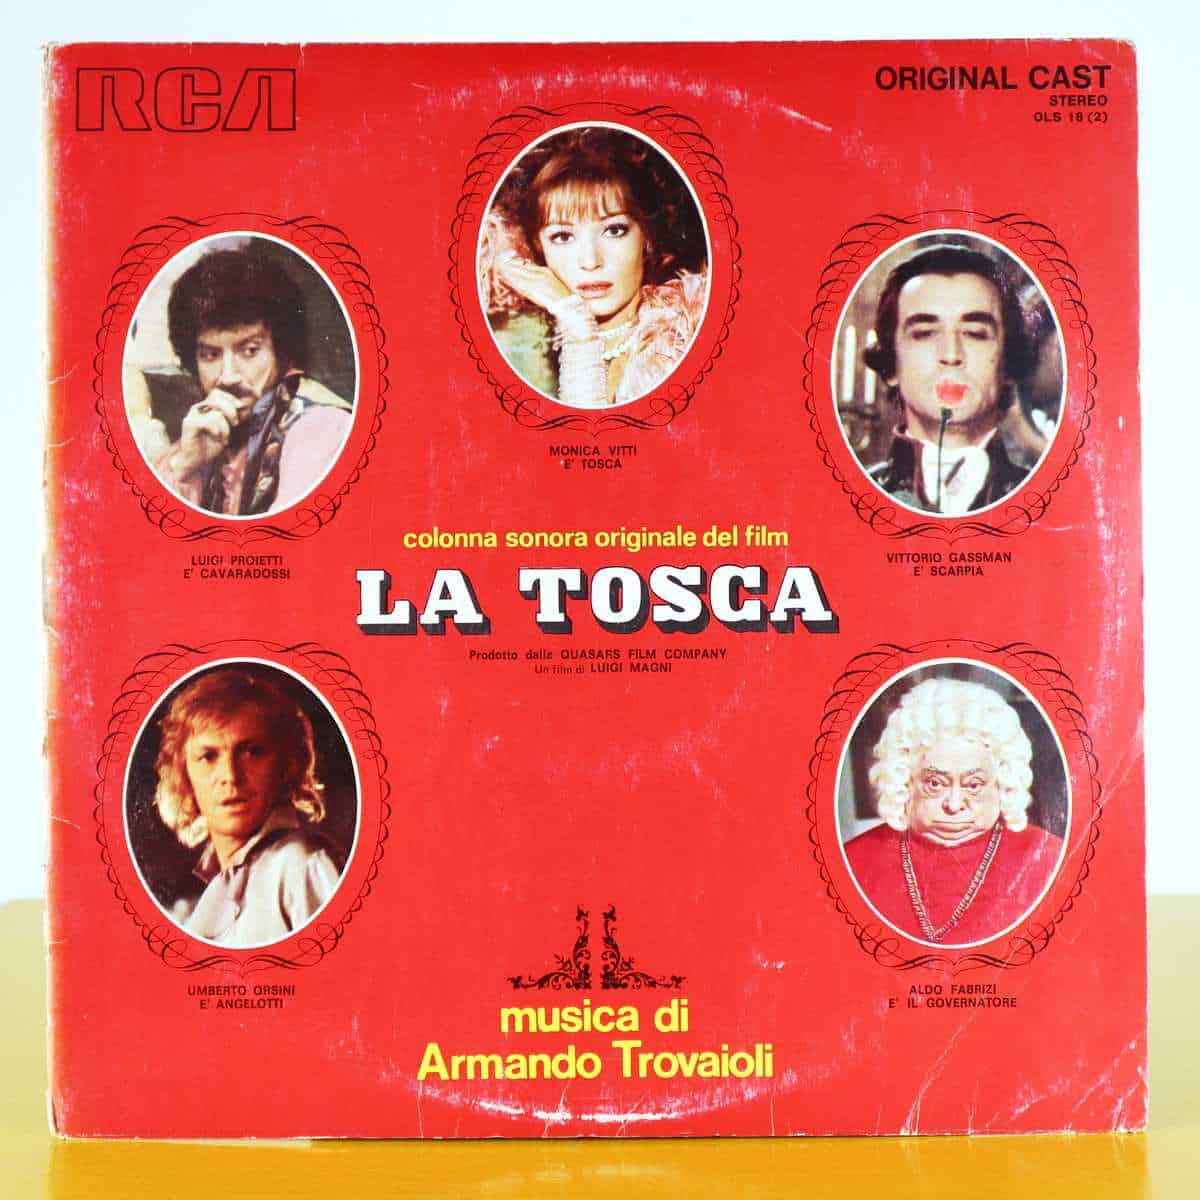 RCA
ORIGINAL CAST
STEREO
OLS 18 (2)
MONICA VITTI
E' TOSCA
LUIGI PROIETTI
E' CAVARADOSSI
VITTORIO GASSMAN
E' SCARPIA
colonna sonora originale del film
LA TOSCA
Prodotto dalla QUASARS FILM COMPANY
Un film di LUIGI MAGNI
UMBERTO ORSINI
E' ANGELOTTI
ALDO FABRIZI
E' IL GOVERNATORE
musica di
Armando Trovaioli